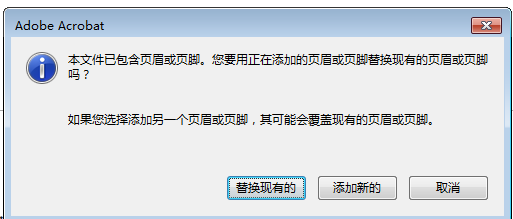 Adobe Acrobat
本文件已包含页眉或页脚。您要用正在添加的页眉或页脚替换现有的页眉或页脚
吗？
如果您选择添加另一个页眉或页脚，其可能会覆盖现有的页眉或页脚。
替换现有的
添加新的
取消